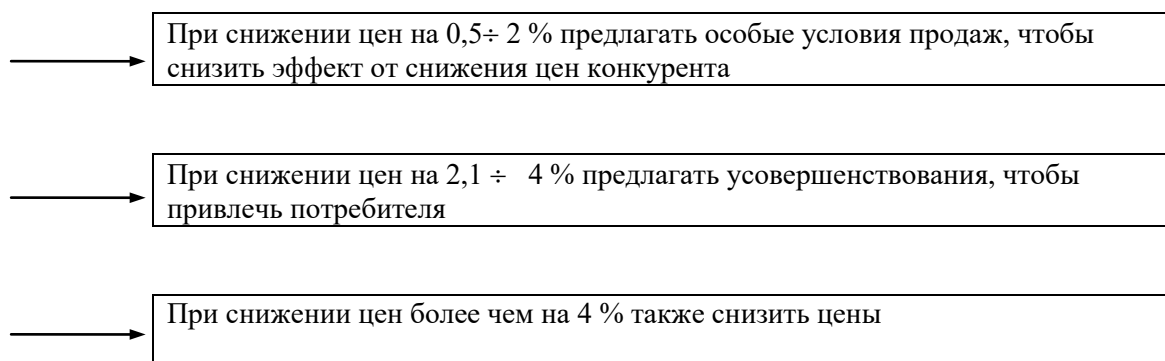 При снижении цен на 0,5÷ 2 % предлагать особые условия продаж, чтобы
снизить эффект от снижения цен конкурента
При снижении цен на 2,1 ÷ 4 % предлагать усовершенствования, чтобы
привлечь потребителя
При снижении цен более чем на 4 % также снизить цены